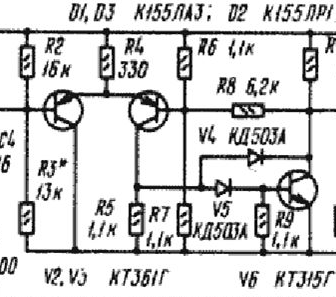 D1, D3 К155ЛА3; D2 К155ЛР1
R2
16к
R4
330
R6 1,1к
R8 6,2к
V4 КД503А
R3*
13к
R5
1,1к
R7
1,1к
V5
КД503А
R9
1,1к
V2, V3 КТ361Г
V6 КТ315Г